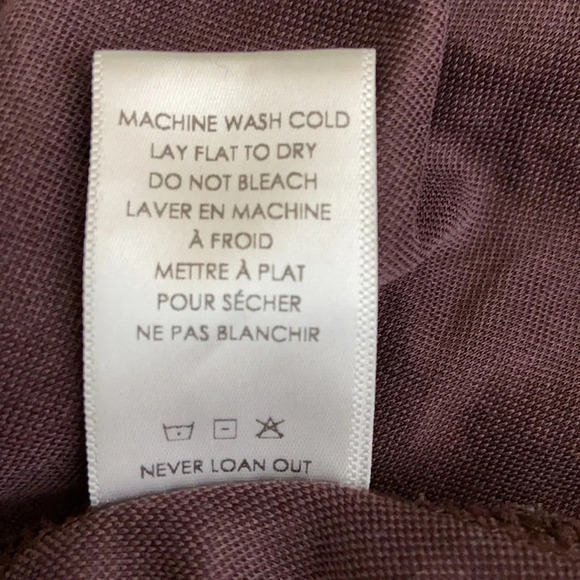 MACHINE WASH COLD
LAY FLAT TO DRY
DO NOT BLEACH
LAVER EN MACHINE
À FROID
METTRE À PLAT
POUR SÉCHER
NE PAS BLANCHIR
NEVER LOAN OUT